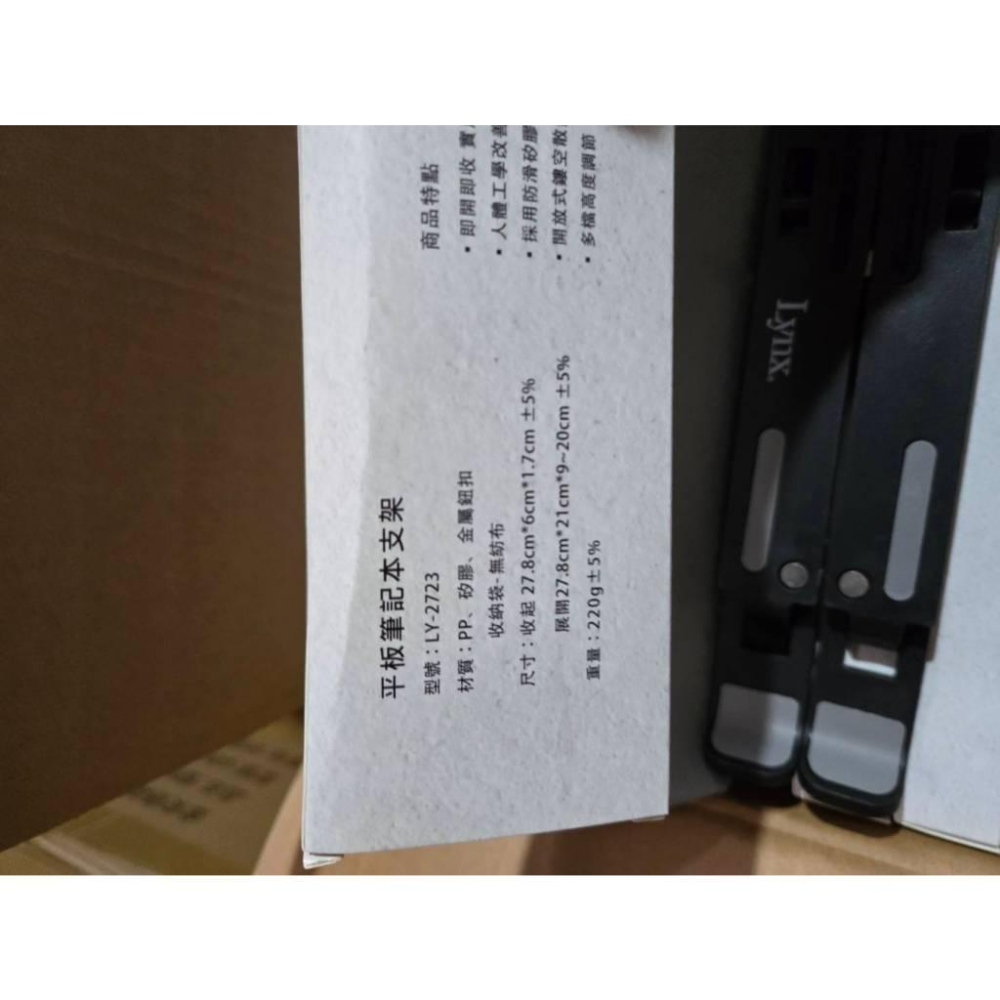 平板筆記本支架
型號：LY-2723
材質：PP、矽膠、金屬鈕扣
收納袋-無紡布
尺寸：收起 27.8cm*6cm*1.7cm ±5%
展開27.8cm*21cm*9~20cm ±5%
重量：220g±5%
商品特點
• 即開即收 實
• 人體工學改善
• 採用防滑矽膠
• 開放式鏤空散
• 多檔高度調節
Lynx